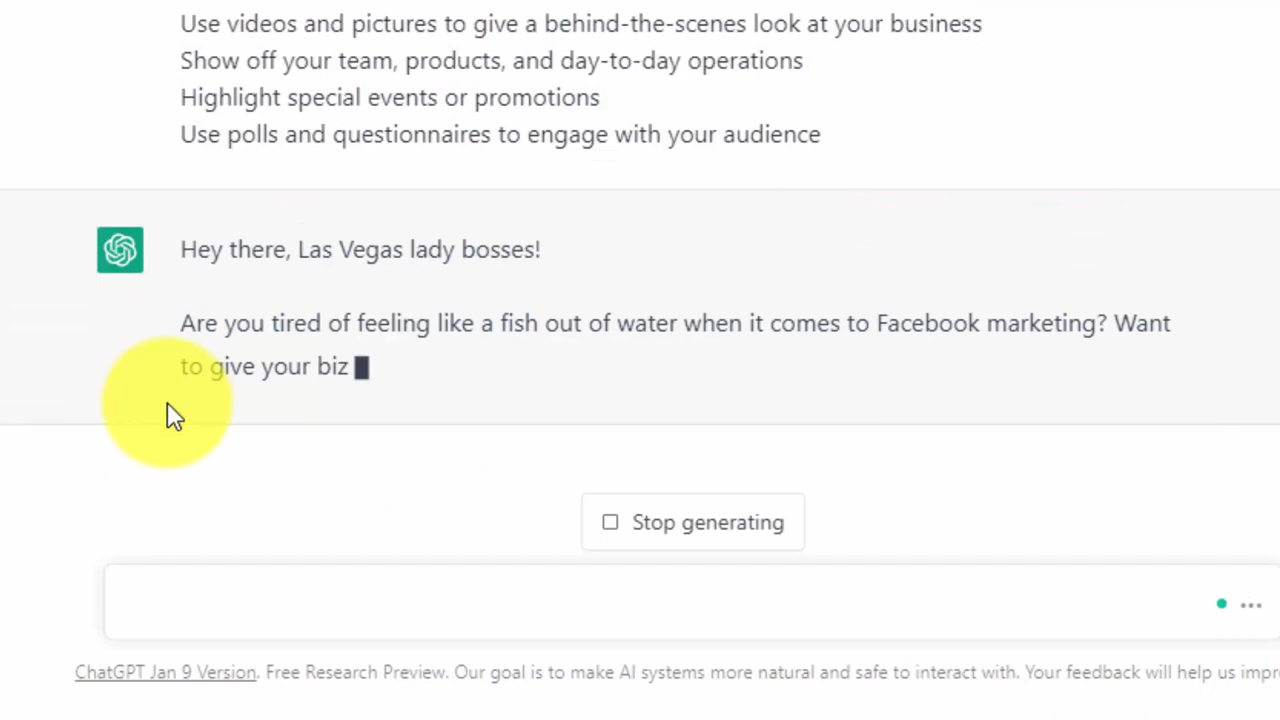 Use videos and pictures to give a behind-the-scenes look at your business
Show off your team, products, and day-to-day operations
Highlight special events or promotions
Use polls and questionnaires to engage with your audience
Hey there, Las Vegas lady bosses!
Are you tired of feeling like a fish out of water when it comes to Facebook marketing? Want
to give your biz
Stop generating
ChatGPT Jan 9 Version. Free Research Preview. Our goal is to make AI systems more natural and safe to interact with. Your feedback will help us impr